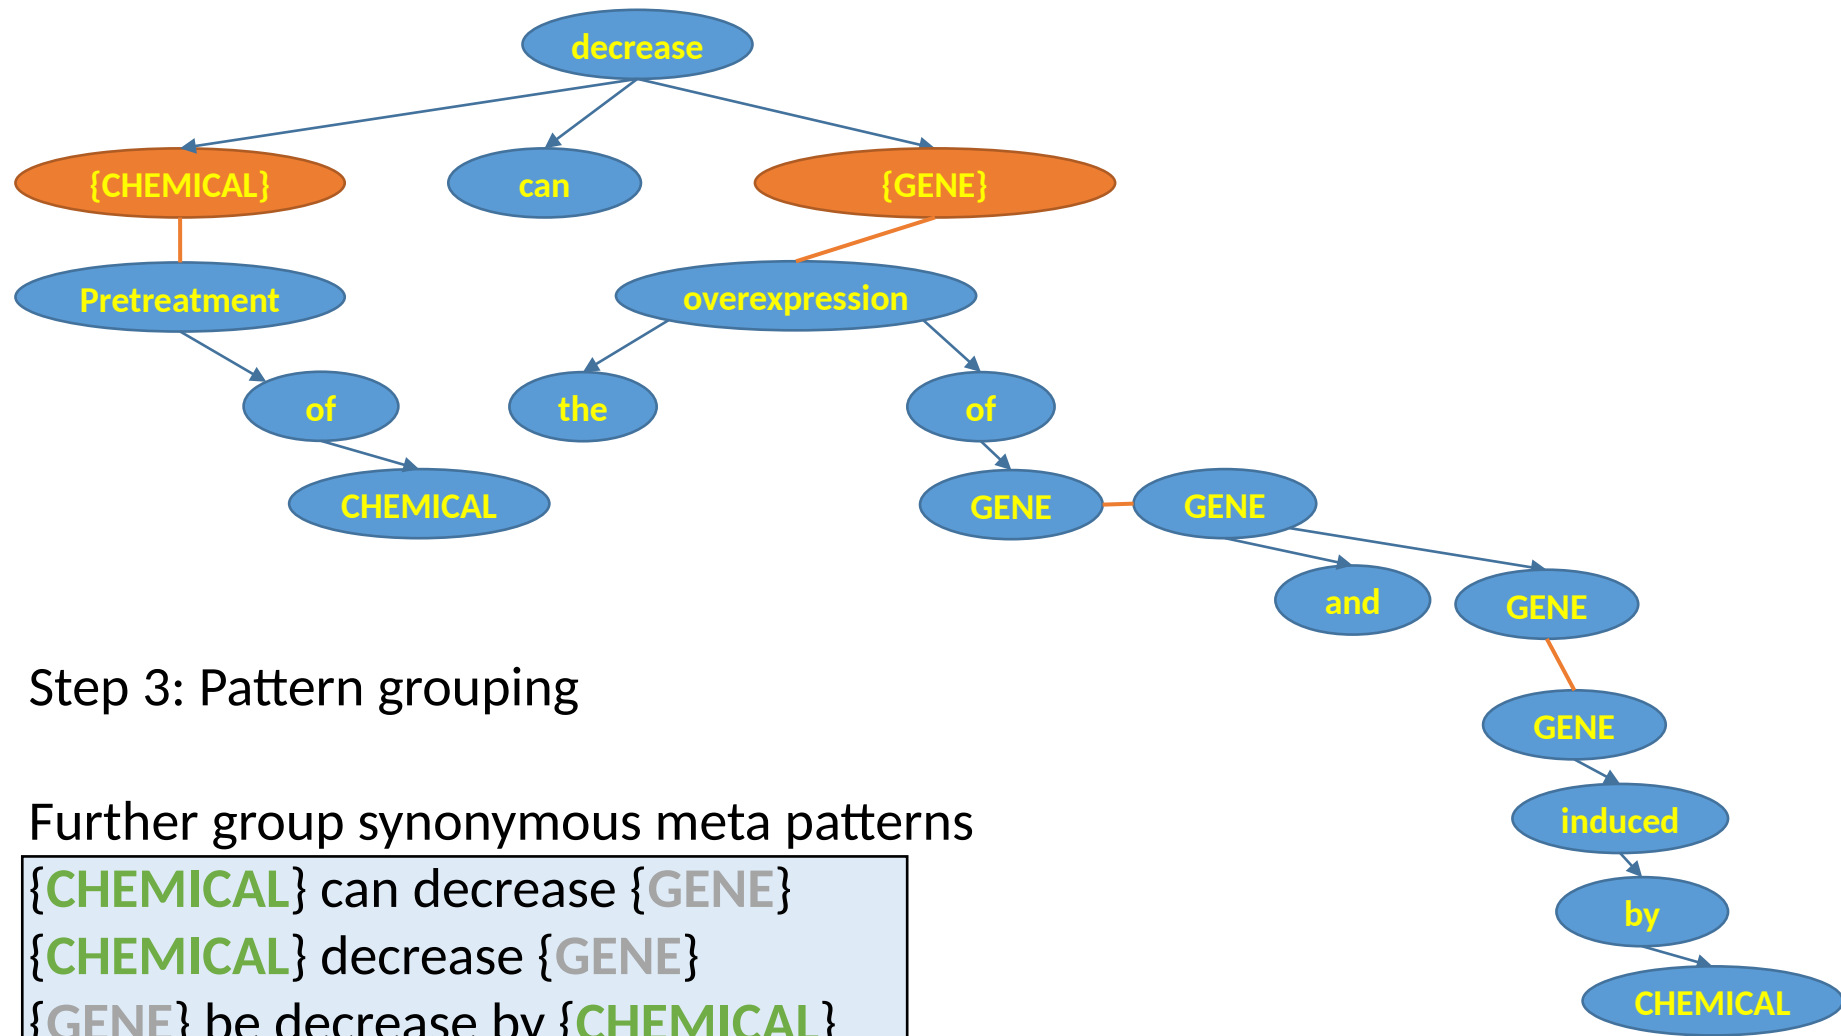 decrease
{CHEMICAL} can {GENE}
Pretreatment overexpression
of the of
CHEMICAL GENE GENE
and GENE
Step 3: Pattern grouping
GENE
Further group synonymous meta patterns
induced
{CHEMICAL} can decrease {GENE}
by
{CHEMICAL} decrease {GENE}
CHEMICAL
{GENE} be decrease by {CHEMICAL}